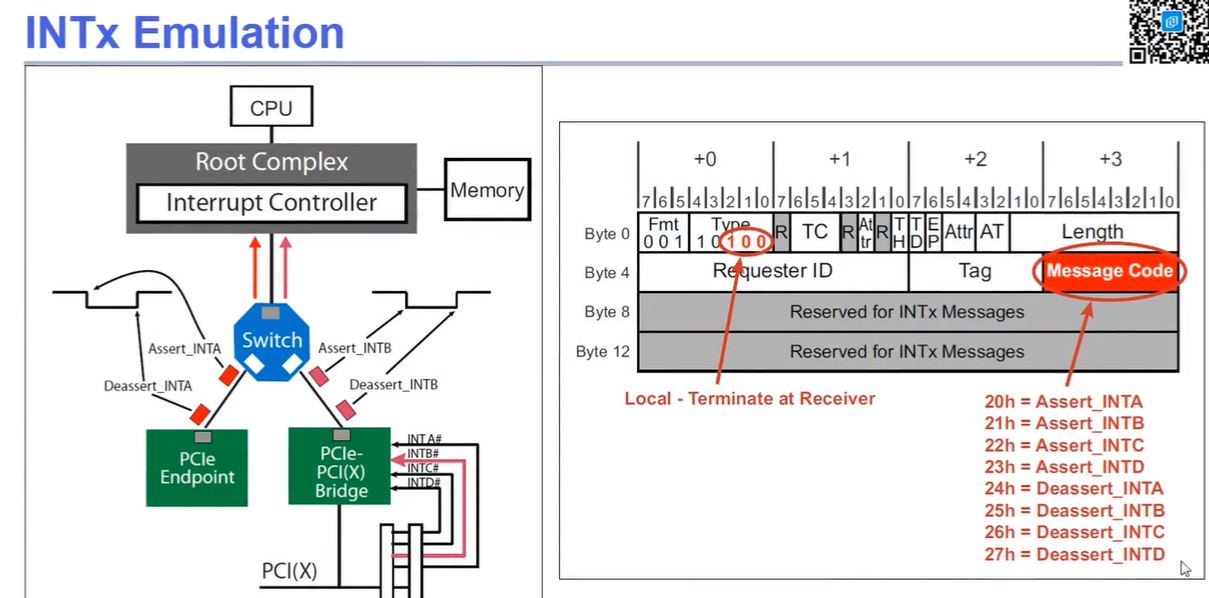 INTx Emulation
CPU
Root Complex
Interrupt Controller
Memory
Switch
Assert_INTA
Assert_INTB
Deassert_INTA
Deassert_INTB
PCIe
Endpoint
PCIe-
PCI(X)
Bridge
INTA#
INTB#
INTC#
INTD#
PCI(X)
+0 +1 +2 +3
7 6 5 4 3 2 1 0 7 6 5 4 3 2 1 0 7 6 5 4 3 2 1 0 7 6 5 4 3 2 1 0
Byte 0
Fmt
0 0 1
Type
1 0 1 0 0
R
TC
R
At
tr
R
T
H
T
D
E
P
Attr
AT
Length
Byte 4
Requester ID
Tag
Message Code
Byte 8
Reserved for INTx Messages
Byte 12
Reserved for INTx Messages
Local - Terminate at Receiver
20h = Assert_INTA
21h = Assert_INTB
22h = Assert_INTC
23h = Assert_INTD
24h = Deassert_INTA
25h = Deassert_INTB
26h = Deassert_INTC
27h = Deassert_INTD